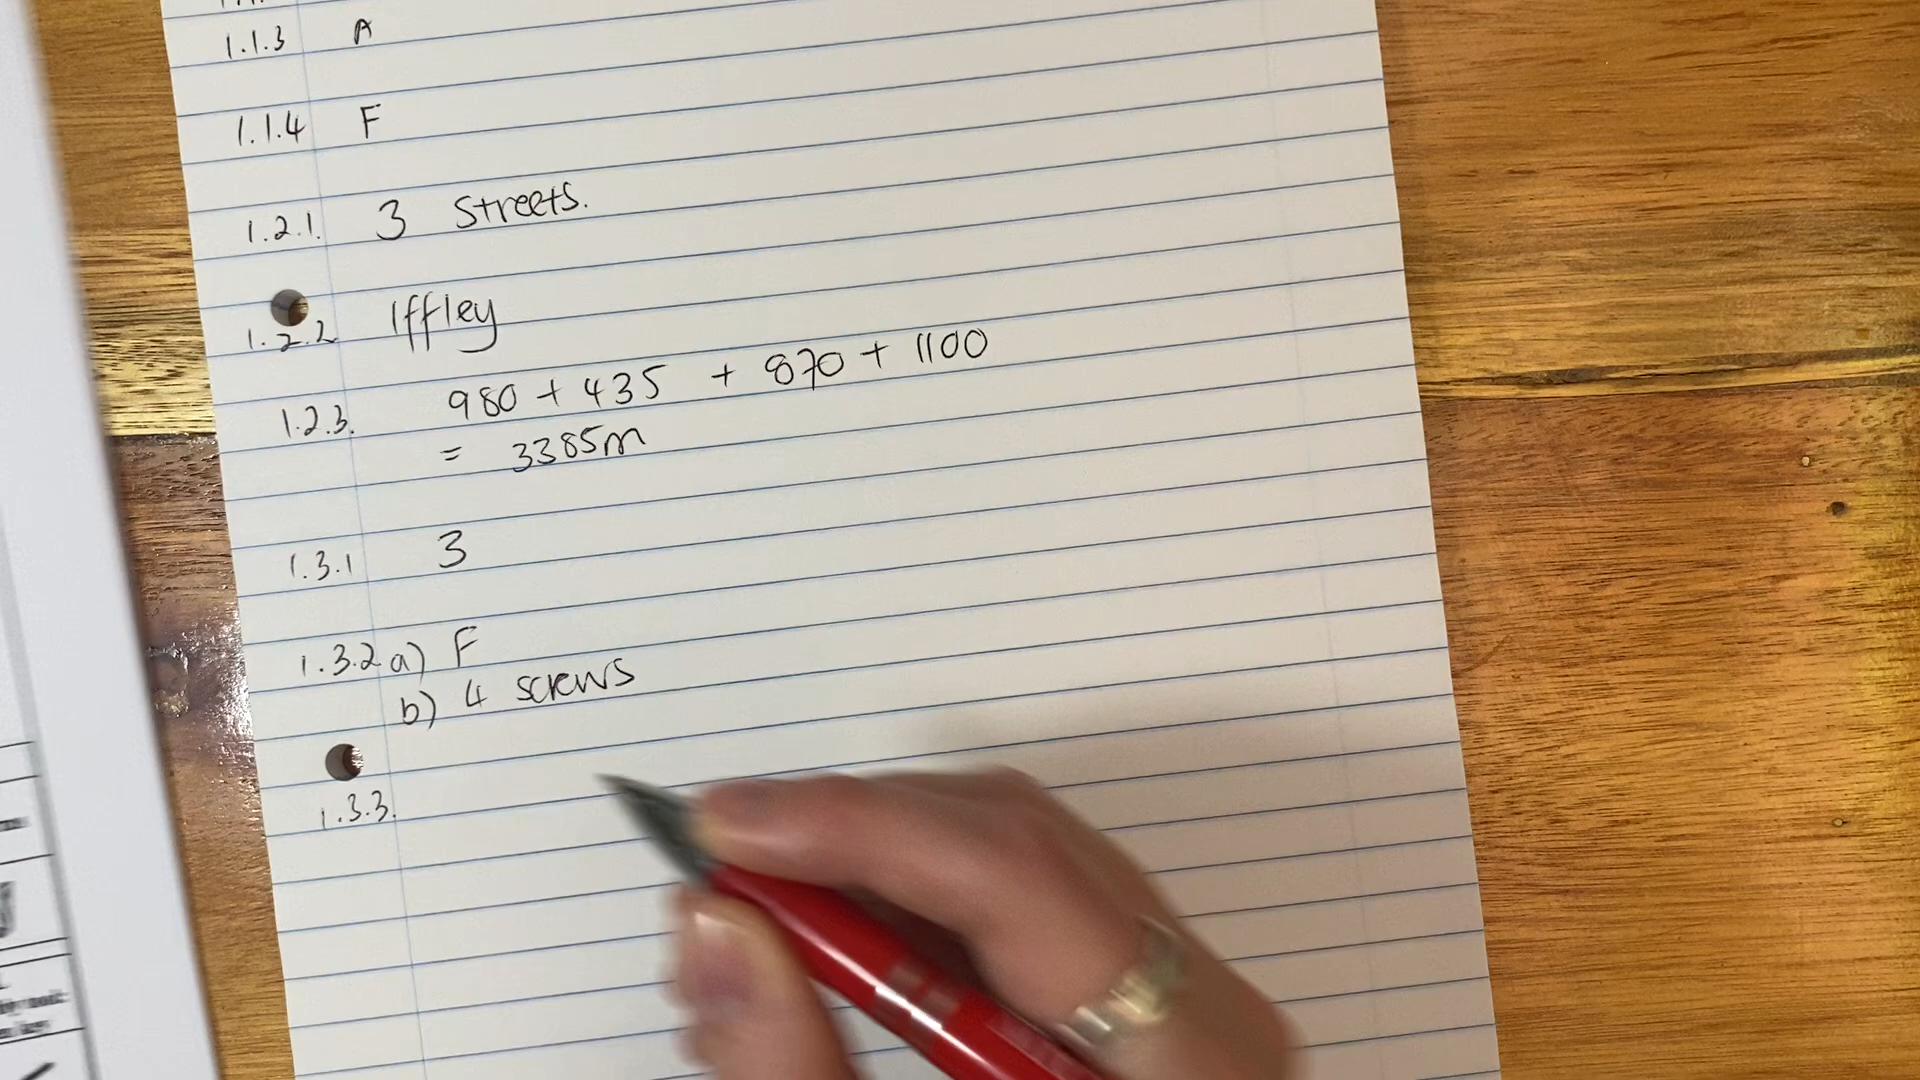 1.1.3 A
1.1.4 F
1.2.1. 3 Streets.
1.2.2 Iffley
1.2.3. 980 + 435 + 870 + 1100
= 3385m
1.3.1 3
1.3.2 a) F
b) 4 screws
1.3.3.